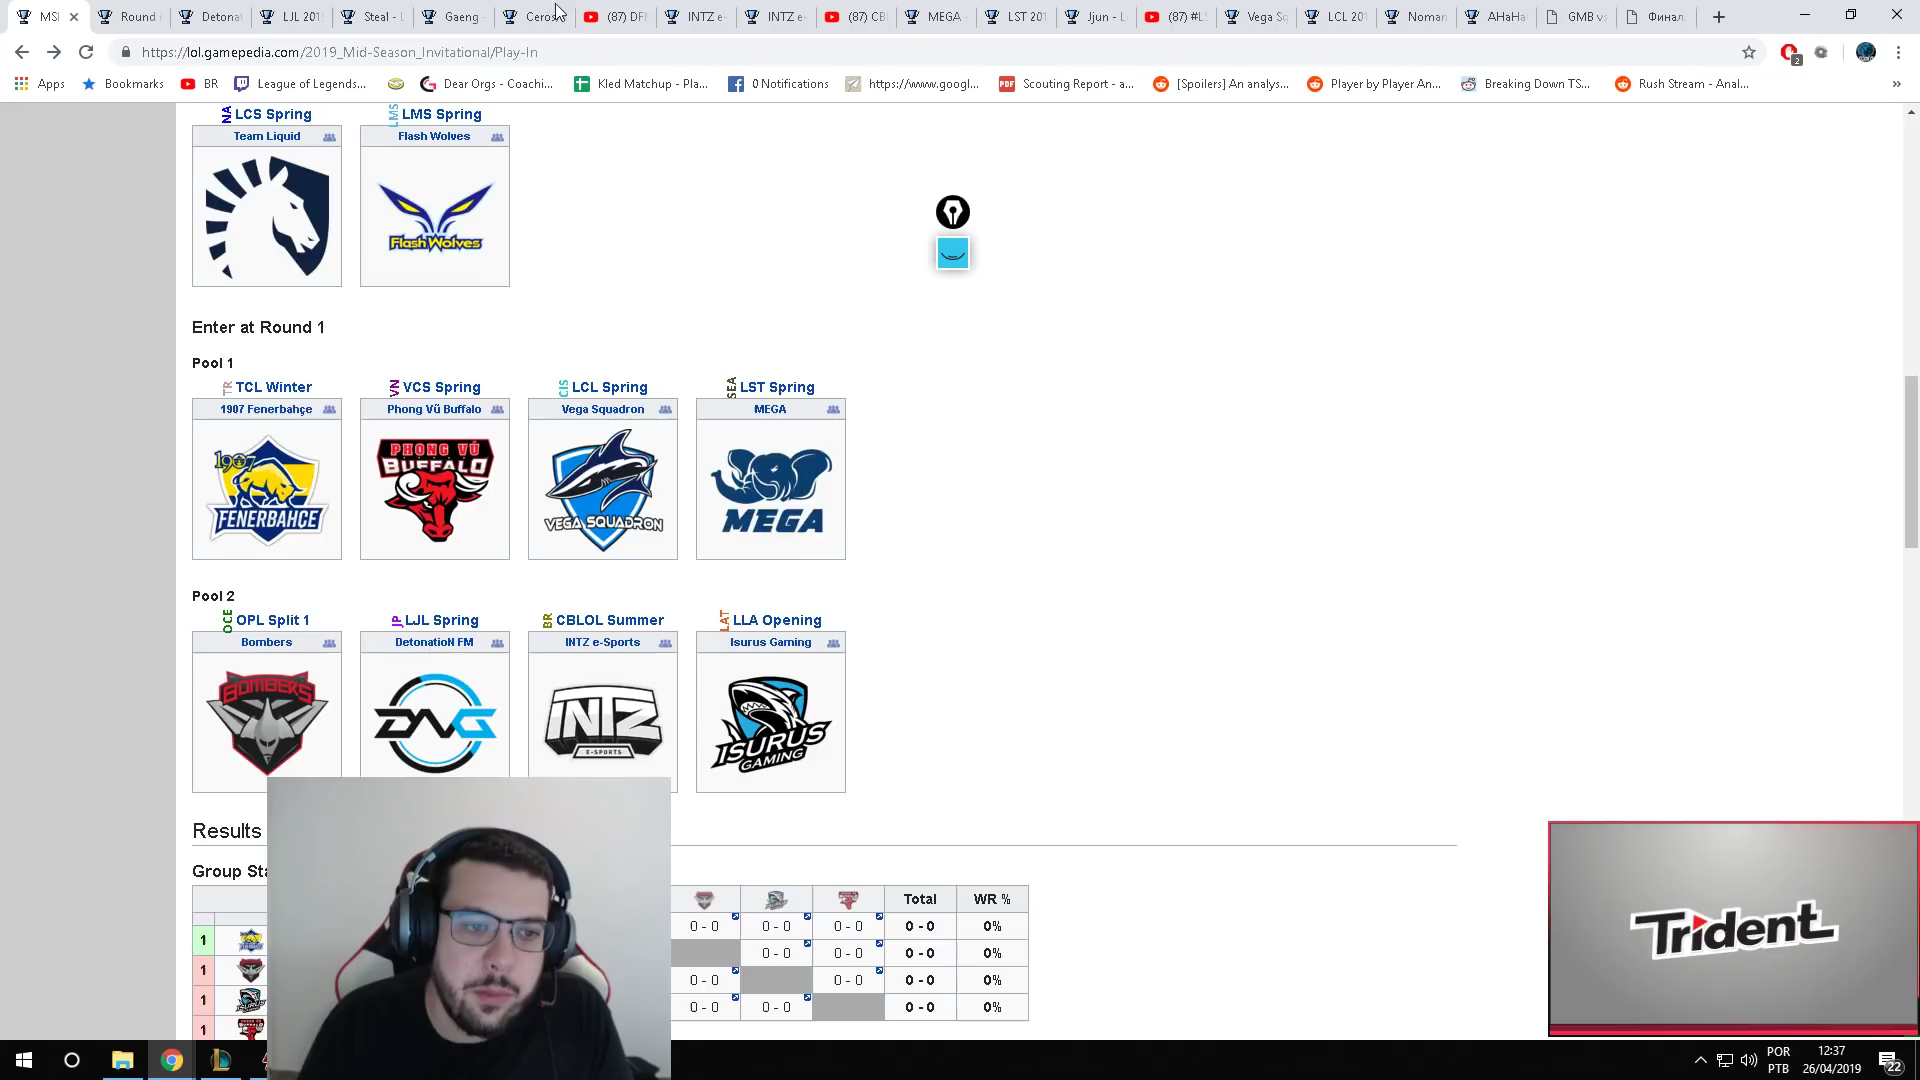 MSI
Round
Detona
LJL 201
Steal - L
Gaeng
Ceros
(87) DF
INTZ e-
INTZ e-
(87) CB
MEGA -
LST 201
Jjun - L
(87) #LS
Vega Sq
LCL 201
Noman
AHaHa
GMB vs
Финал
https://lol.gamepedia.com/2019_Mid-Season_Invitational/Play-In
2
Apps
Bookmarks
BR
League of Legends...
Dear Orgs - Coachi...
Kled Matchup - Pla...
0 Notifications
https://www.googl...
PDF
Scouting Report - a...
[Spoilers] An analys...
Player by Player An...
Breaking Down TS...
Rush Stream - Anal...
»
NA LCS Spring
LMS LMS Spring
Team Liquid
Flash Wolves
Flash Wolves
Enter at Round 1
Pool 1
TR TCL Winter
VN VCS Spring
CIS LCL Spring
SEA LST Spring
1907 Fenerbahçe
Phong Vũ Buffalo
Vega Squadron
MEGA
1907
FENERBAHCE
PHONG VŨ
BUFFALO
VEGA SQUADRON
MEGA
Pool 2
OCE OPL Split 1
JP LJL Spring
BR CBLOL Summer
LAT LLA Opening
Bombers
DetonatioN FM
INTZ e-Sports
Isurus Gaming
BOMBERS
INTZ
E-SPORTS
ISURUS
GAMING
Results
Group Sta
Total WR %
1 0 - 0 0 - 0 0 - 0 0 - 0 0%
1 0 - 0 0 - 0 0 - 0 0%
1 0 - 0 0 - 0 0 - 0 0%
1 0 - 0 0 - 0 0 - 0 0%
Trident
POR
PTB
12:37
26/04/2019
22